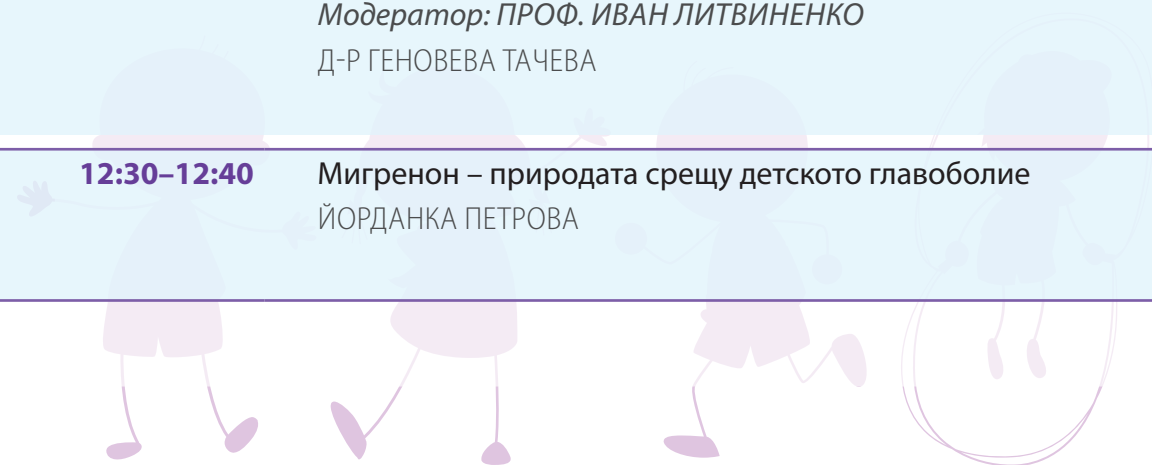 Модератор: ПРОФ. ИВАН ЛИТВИНЕНКО
Д-Р ГЕНОВЕВА ТАЧЕВА
12:30–12:40 Мигренон – природата срещу детското главоболие
ЙОРДАНКА ПЕТРОВА